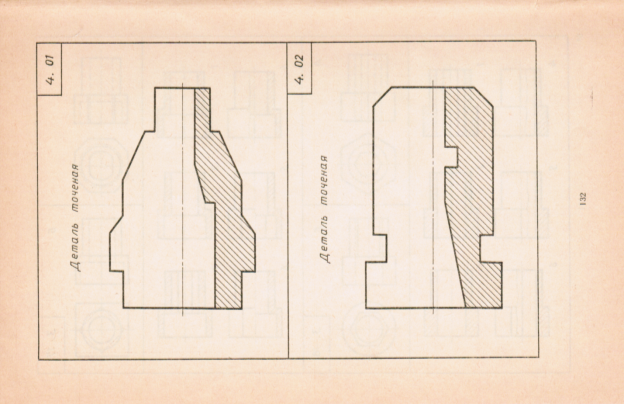 4. 01
Деталь точеная
4. 02
Деталь точеная
132